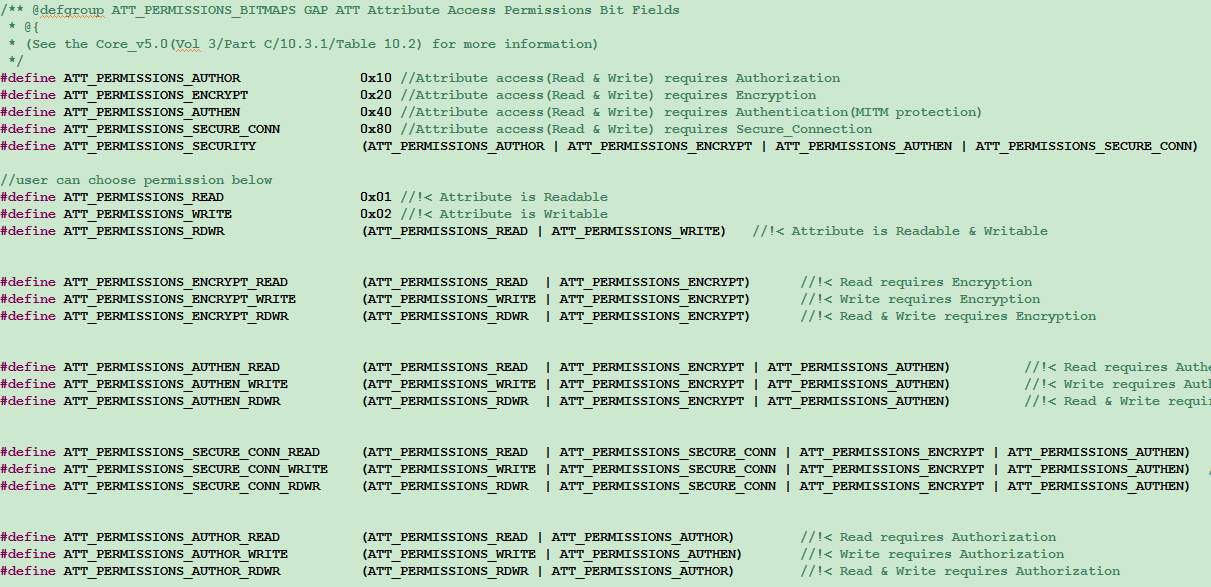 /** @defgroup ATT_PERMISSIONS_BITMAPS GAP ATT Attribute Access Permissions Bit Fields
 * @{
 * (See the Core_v5.0(Vol 3/Part C/10.3.1/Table 10.2) for more information)
 */
#define ATT_PERMISSIONS_AUTHOR 0x10 //Attribute access(Read & Write) requires Authorization
#define ATT_PERMISSIONS_ENCRYPT 0x20 //Attribute access(Read & Write) requires Encryption
#define ATT_PERMISSIONS_AUTHEN 0x40 //Attribute access(Read & Write) requires Authentication(MITM protection)
#define ATT_PERMISSIONS_SECURE_CONN 0x80 //Attribute access(Read & Write) requires Secure_Connection
#define ATT_PERMISSIONS_SECURITY (ATT_PERMISSIONS_AUTHOR | ATT_PERMISSIONS_ENCRYPT | ATT_PERMISSIONS_AUTHEN | ATT_PERMISSIONS_SECURE_CONN)
//user can choose permission below
#define ATT_PERMISSIONS_READ 0x01 //!< Attribute is Readable
#define ATT_PERMISSIONS_WRITE 0x02 //!< Attribute is Writable
#define ATT_PERMISSIONS_RDWR (ATT_PERMISSIONS_READ | ATT_PERMISSIONS_WRITE) //!< Attribute is Readable & Writable
#define ATT_PERMISSIONS_ENCRYPT_READ (ATT_PERMISSIONS_READ | ATT_PERMISSIONS_ENCRYPT) //!< Read requires Encryption
#define ATT_PERMISSIONS_ENCRYPT_WRITE (ATT_PERMISSIONS_WRITE | ATT_PERMISSIONS_ENCRYPT) //!< Write requires Encryption
#define ATT_PERMISSIONS_ENCRYPT_RDWR (ATT_PERMISSIONS_RDWR | ATT_PERMISSIONS_ENCRYPT) //!< Read & Write requires Encryption
#define ATT_PERMISSIONS_AUTHEN_READ (ATT_PERMISSIONS_READ | ATT_PERMISSIONS_ENCRYPT | ATT_PERMISSIONS_AUTHEN) //!< Read requires Authe
#define ATT_PERMISSIONS_AUTHEN_WRITE (ATT_PERMISSIONS_WRITE | ATT_PERMISSIONS_ENCRYPT | ATT_PERMISSIONS_AUTHEN) //!< Write requires Auth
#define ATT_PERMISSIONS_AUTHEN_RDWR (ATT_PERMISSIONS_RDWR | ATT_PERMISSIONS_ENCRYPT | ATT_PERMISSIONS_AUTHEN) //!< Read & Write requir
#define ATT_PERMISSIONS_SECURE_CONN_READ (ATT_PERMISSIONS_READ | ATT_PERMISSIONS_SECURE_CONN | ATT_PERMISSIONS_ENCRYPT | ATT_PERMISSIONS_AUTHEN)
#define ATT_PERMISSIONS_SECURE_CONN_WRITE (ATT_PERMISSIONS_WRITE | ATT_PERMISSIONS_SECURE_CONN | ATT_PERMISSIONS_ENCRYPT | ATT_PERMISSIONS_AUTHEN) /
#define ATT_PERMISSIONS_SECURE_CONN_RDWR (ATT_PERMISSIONS_RDWR | ATT_PERMISSIONS_SECURE_CONN | ATT_PERMISSIONS_ENCRYPT | ATT_PERMISSIONS_AUTHEN)
#define ATT_PERMISSIONS_AUTHOR_READ (ATT_PERMISSIONS_READ | ATT_PERMISSIONS_AUTHOR) //!< Read requires Authorization
#define ATT_PERMISSIONS_AUTHOR_WRITE (ATT_PERMISSIONS_WRITE | ATT_PERMISSIONS_AUTHEN) //!< Write requires Authorization
#define ATT_PERMISSIONS_AUTHOR_RDWR (ATT_PERMISSIONS_RDWR | ATT_PERMISSIONS_AUTHOR) //!< Read & Write requires Authorization